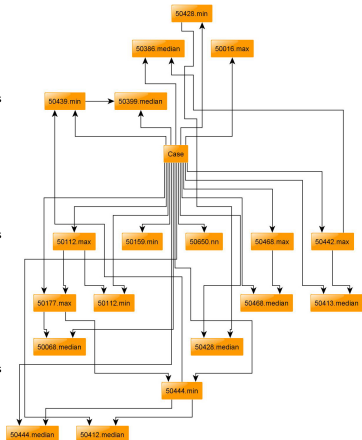 50428.min
50386.median
50016.max
50439.min
50399.median
s
Case
s
50112.max
50159.min
50650.nn
50468.max
50442.max
50177.max
50112.min
50468.median
50413.median
50068.median
50428.median
s
50444.min
50444.median
50412.median